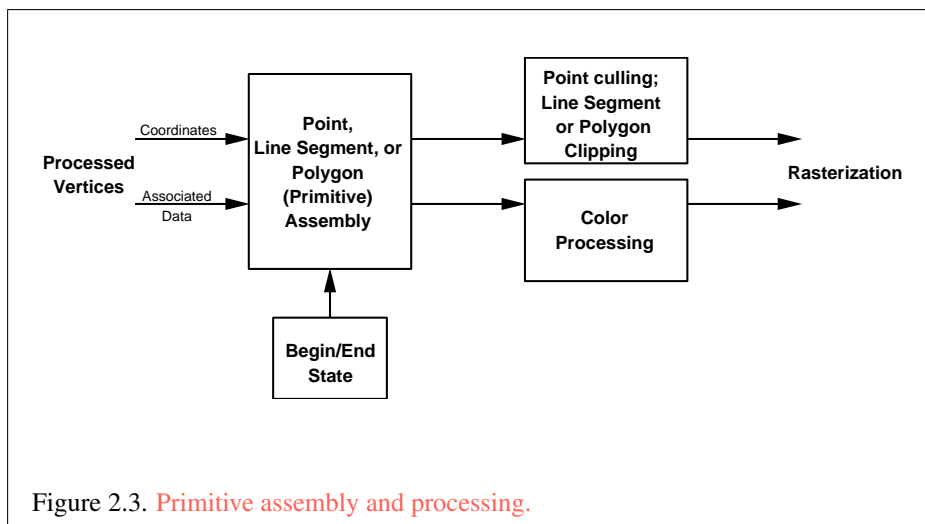 Coordinates
Processed
Vertices
Associated
Data
Point,
Line Segment, or
Polygon
(Primitive)
Assembly
Begin/End
State
Point culling;
Line Segment
or Polygon
Clipping
Color
Processing
Rasterization
Figure 2.3. Primitive assembly and processing.